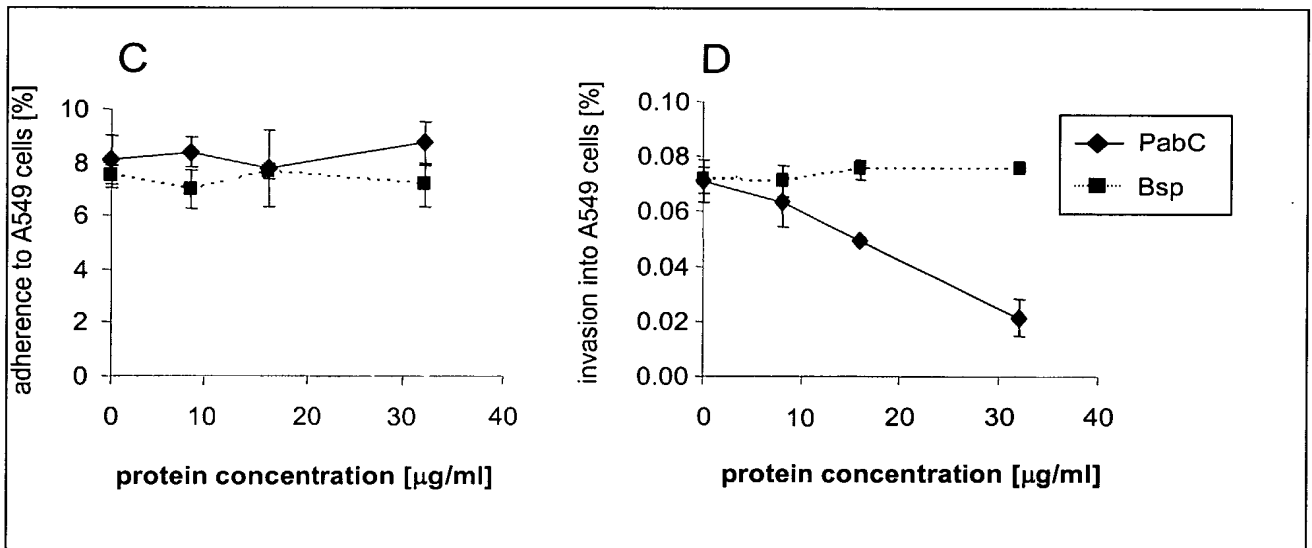 C
adherence to A549 cells [%]
10
8
6
4
2
0
0 10 20 30 40
protein concentration [µg/ml]
D
invasion into A549 cells [%]
0.10
0.08
0.06
0.04
0.02
0.00
0 10 20 30 40
protein concentration [µg/ml]
PabC
Bsp